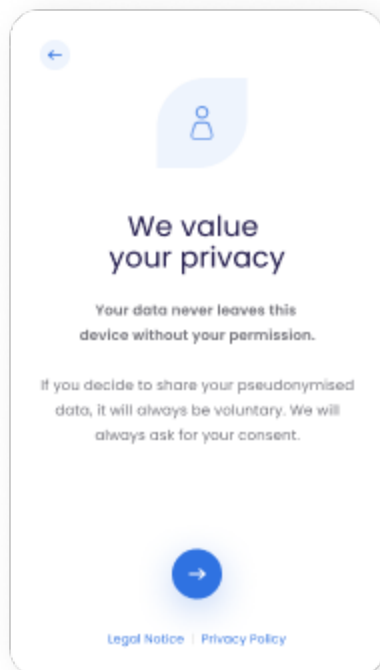 We value
your privacy
Your data never leaves this
device without your permission.
If you decide to share your pseudonymised
data, it will always be voluntary. We will
always ask for your consent.
Legal Notice | Privacy Policy